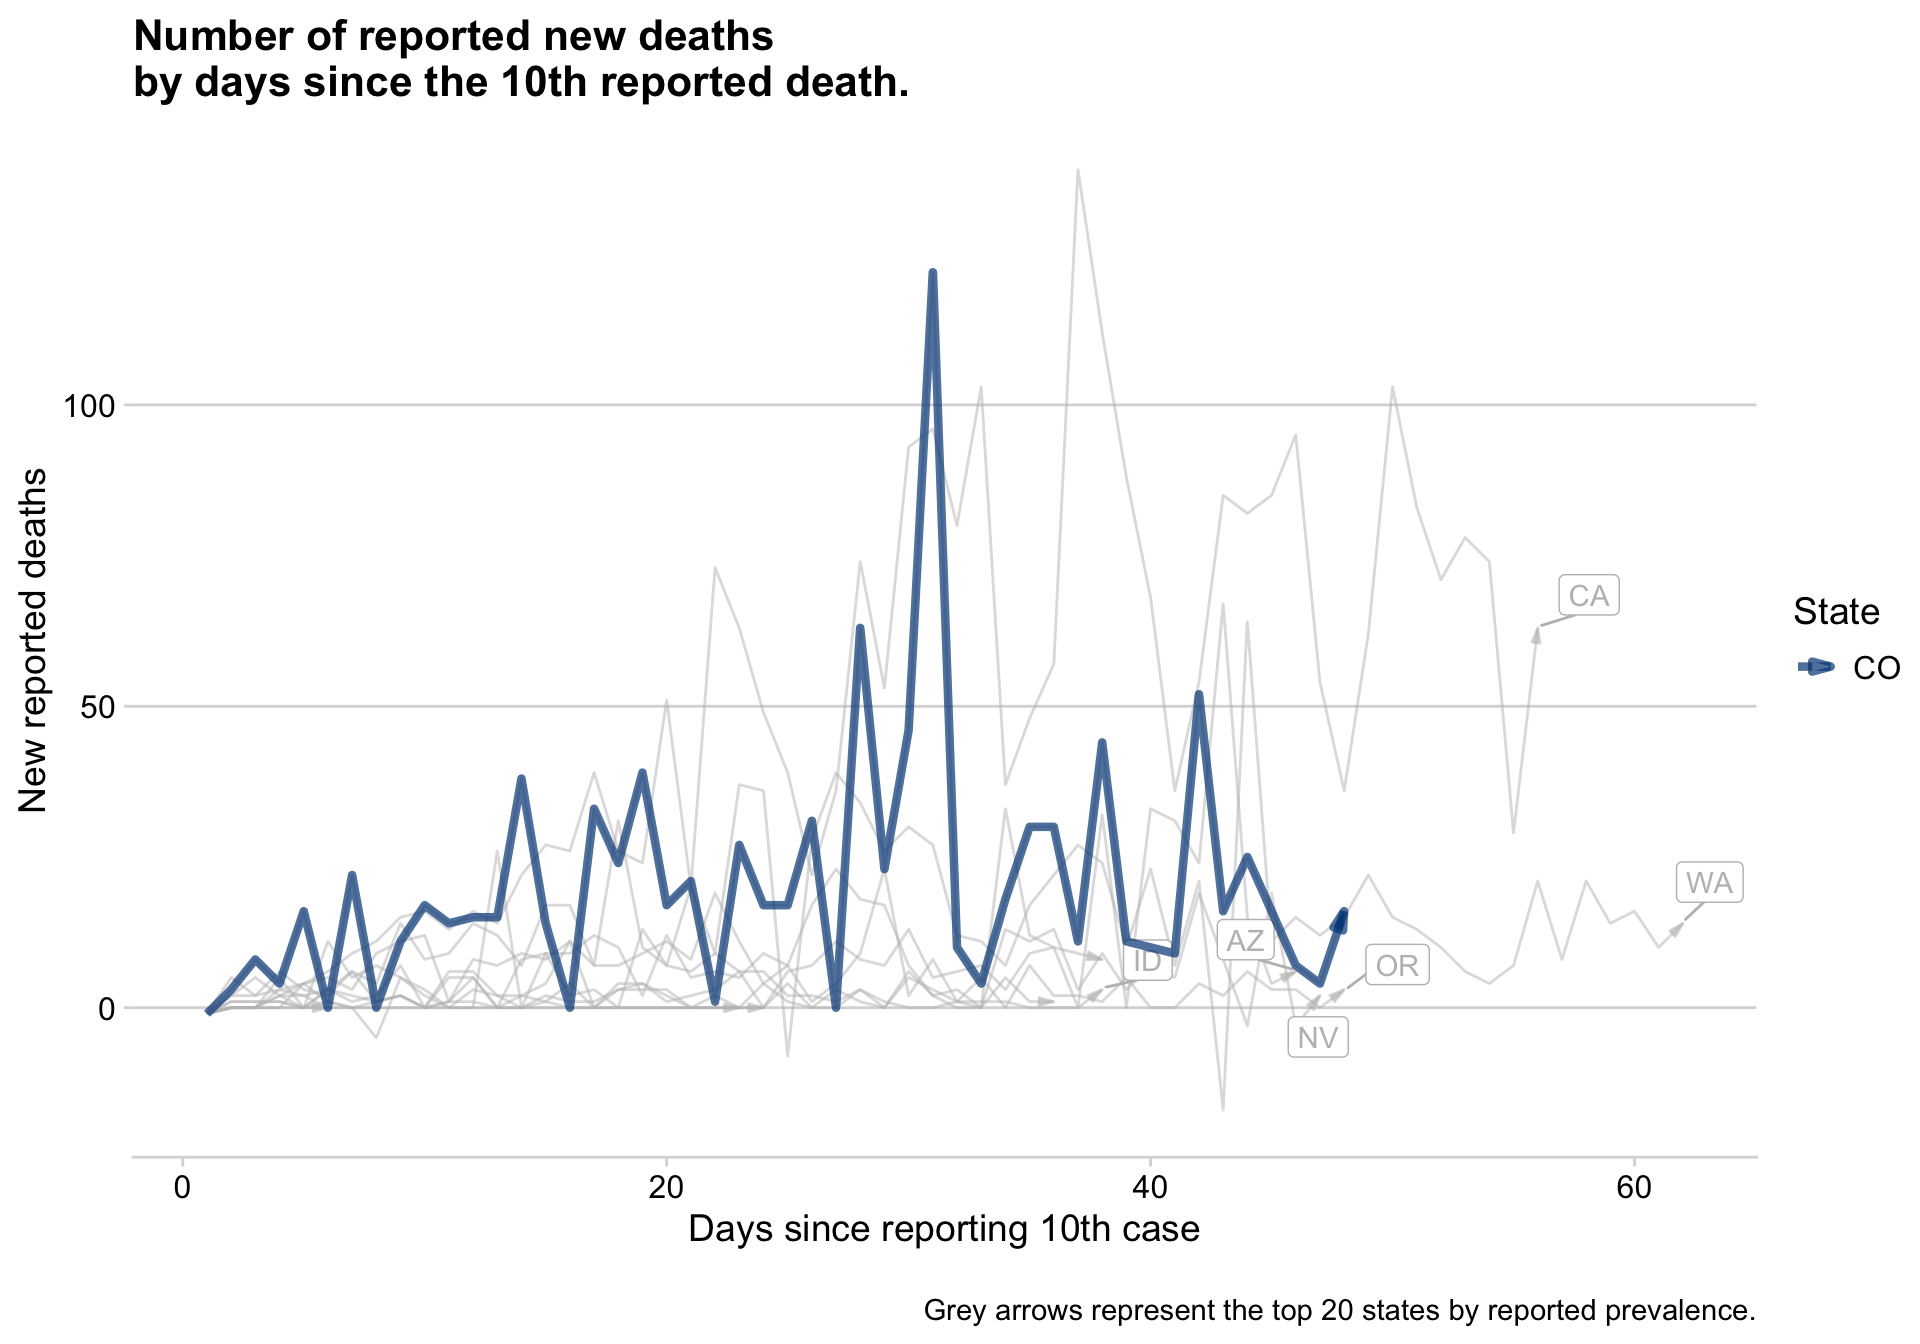 Number of reported new deaths
by days since the 10th reported death.
New reported deaths
100
50
0
CA
WA
ID
AZ
OR
NV
State
CO
0 20 40 60
Days since reporting 10th case
Grey arrows represent the top 20 states by reported prevalence.